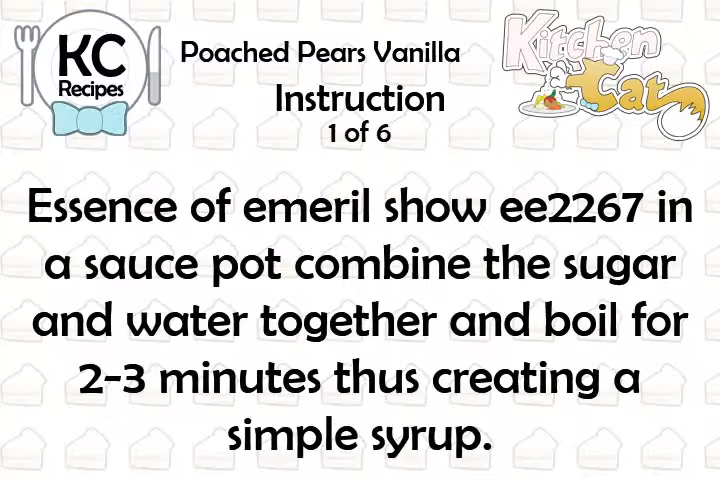 KC
Recipes
Poached Pears Vanilla
Instruction
1 of 6
Kitchen
Cat
Essence of emeril show ee2267 in
a sauce pot combine the sugar
and water together and boil for
2-3 minutes thus creating a
simple syrup.